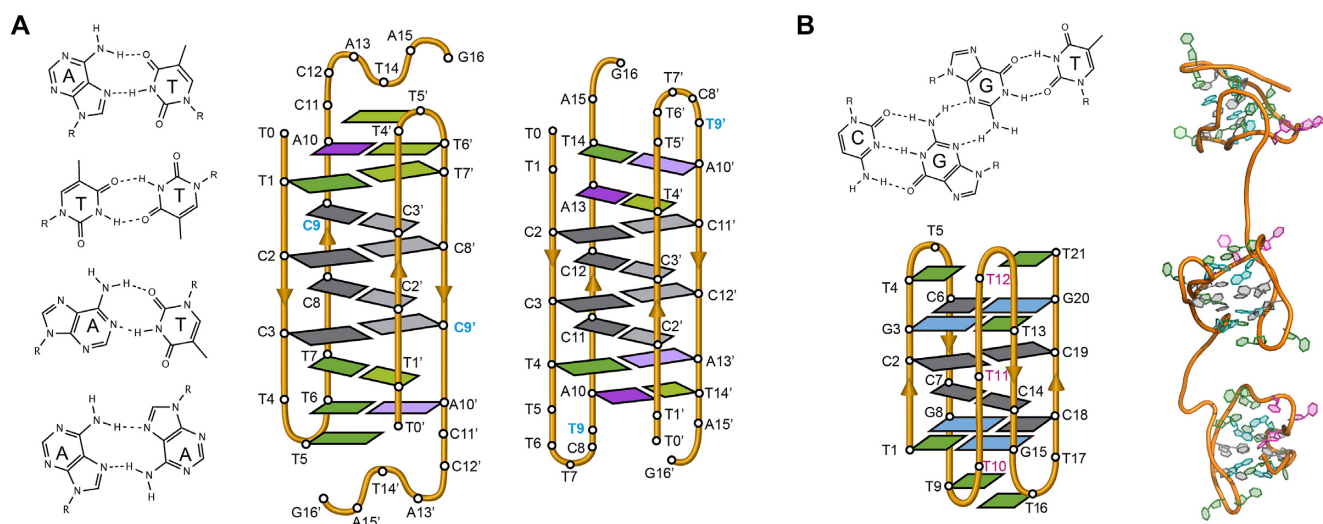 A
B
H
N
H
O
N
A
N
N
H
N
T
N
O
R
R
O
H
N
R
N
T
T
R
N
H
O
O
H
N
H
O
N
R
A
N
H
N
T
N
N
O
R
H
N
H
N
R
N
A
N
N
A
N
N
H
N
H
R
A13
A15
C12
T14
G16
C11
T5'
T0
A10
T4'
T6'
T1
T7'
C9
C3'
C2
C8'
C8
C2'
C3
C9'
T7
T1'
T4
T6
A10'
T0'
T5
C11'
C12'
G16'
T14'
A15'
A13'
G16
T7'
A15
C8'
T6'
T9'
T0
T14
T5'
T1
A10'
T4'
A13
C2
C11'
C12
C3'
C3
C12'
C11
C2'
T4
A13'
A10
T14'
T5
T1'
T9
A15'
T6
C8
T0'
T7
G16'
N
O
H
N
O
T
N
R
G
N
N
H
R
R
N
O
H
N
H
C
N
H
N
G
N
H
O
N
R
T5
T12
T21
T4
C6
G20
G3
T13
C2
C19
C7
T11
C14
G8
C18
T1
G15
T17
T10
T9
T16